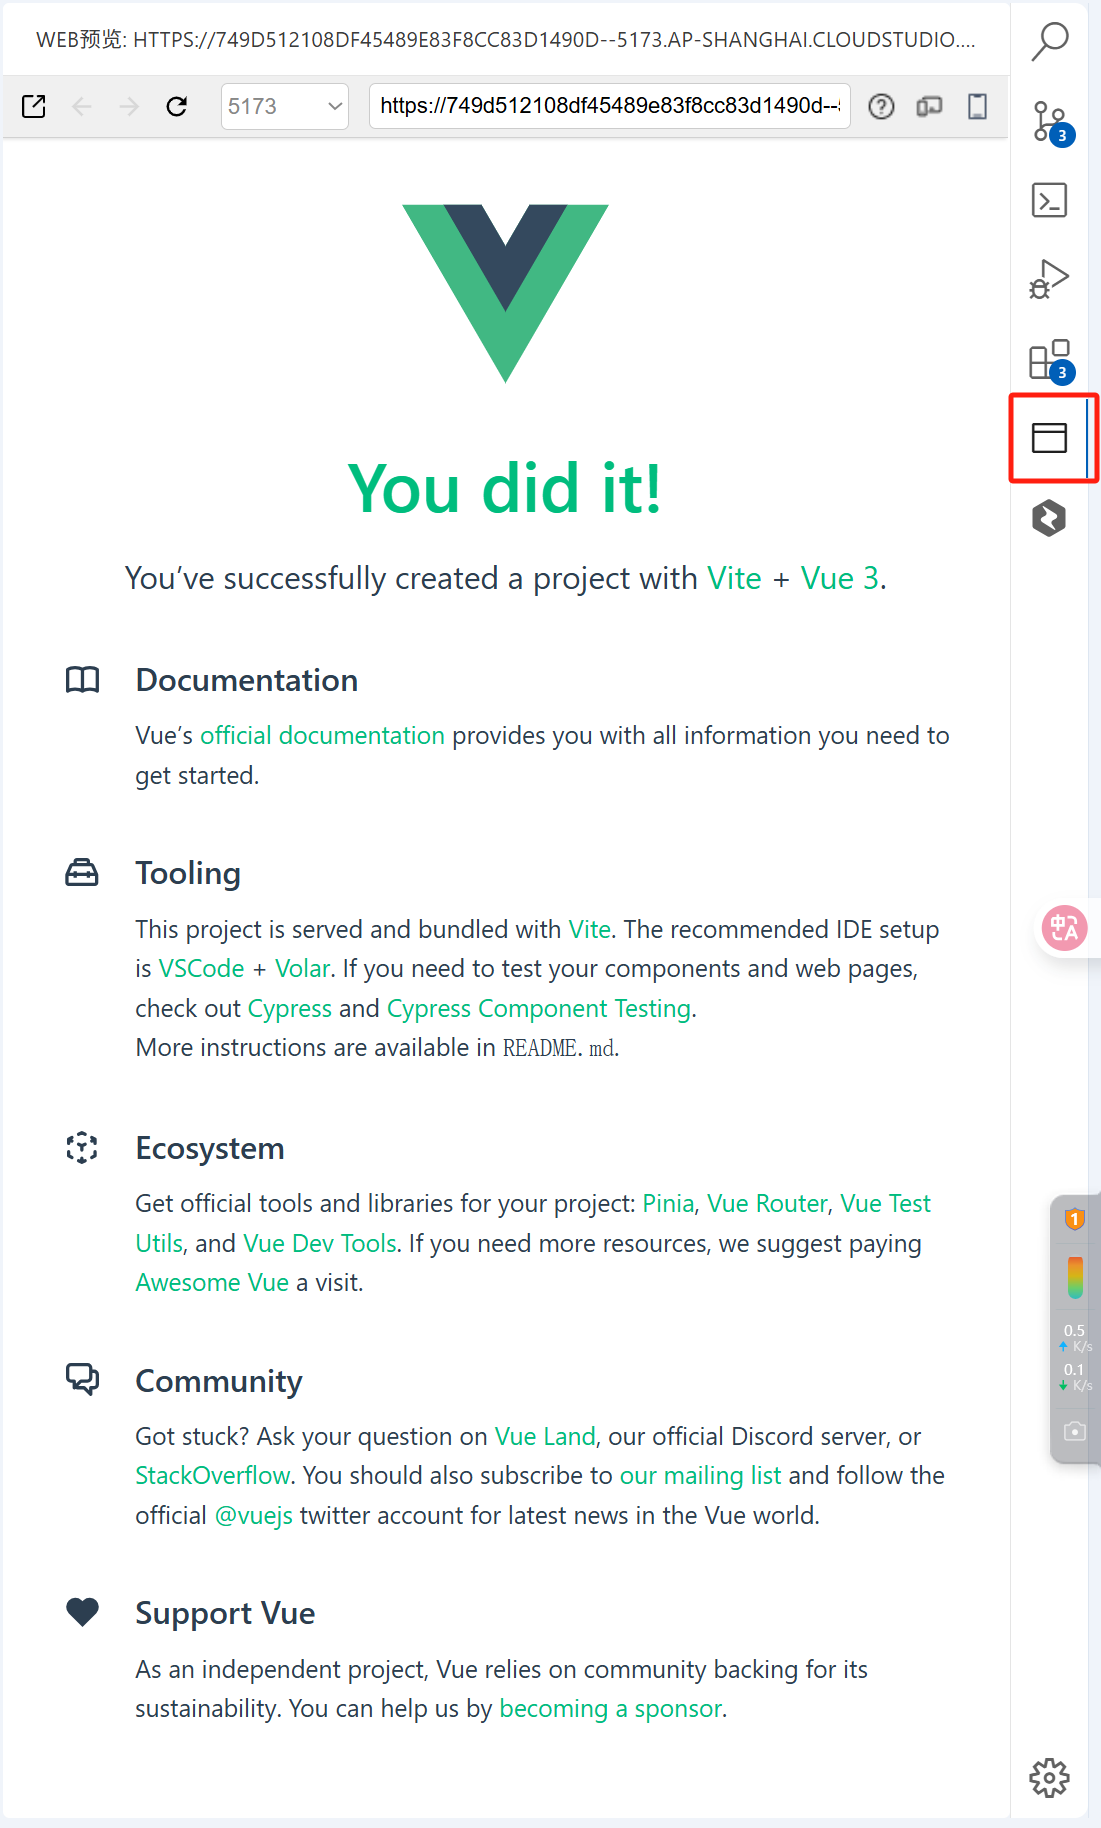 WEB预览: HTTPS://749D512108DF45489E83F8CC83D1490D--5173.AP-SHANGHAI.CLOUDSTUDIO....
5173
https://749d512108df45489e83f8cc83d1490d--
3
3
You did it!
You’ve successfully created a project with Vite + Vue 3.
Documentation
Vue’s official documentation provides you with all information you need to
get started.
Tooling
This project is served and bundled with Vite. The recommended IDE setup
is VSCode + Volar. If you need to test your components and web pages,
check out Cypress and Cypress Component Testing.
More instructions are available in README.md.
中A
Ecosystem
Get official tools and libraries for your project: Pinia, Vue Router, Vue Test
Utils, and Vue Dev Tools. If you need more resources, we suggest paying
Awesome Vue a visit.
1
0.5
K/s
0.1
K/s
Community
Got stuck? Ask your question on Vue Land, our official Discord server, or
StackOverflow. You should also subscribe to our mailing list and follow the
official @vuejs twitter account for latest news in the Vue world.
Support Vue
As an independent project, Vue relies on community backing for its
sustainability. You can help us by becoming a sponsor.